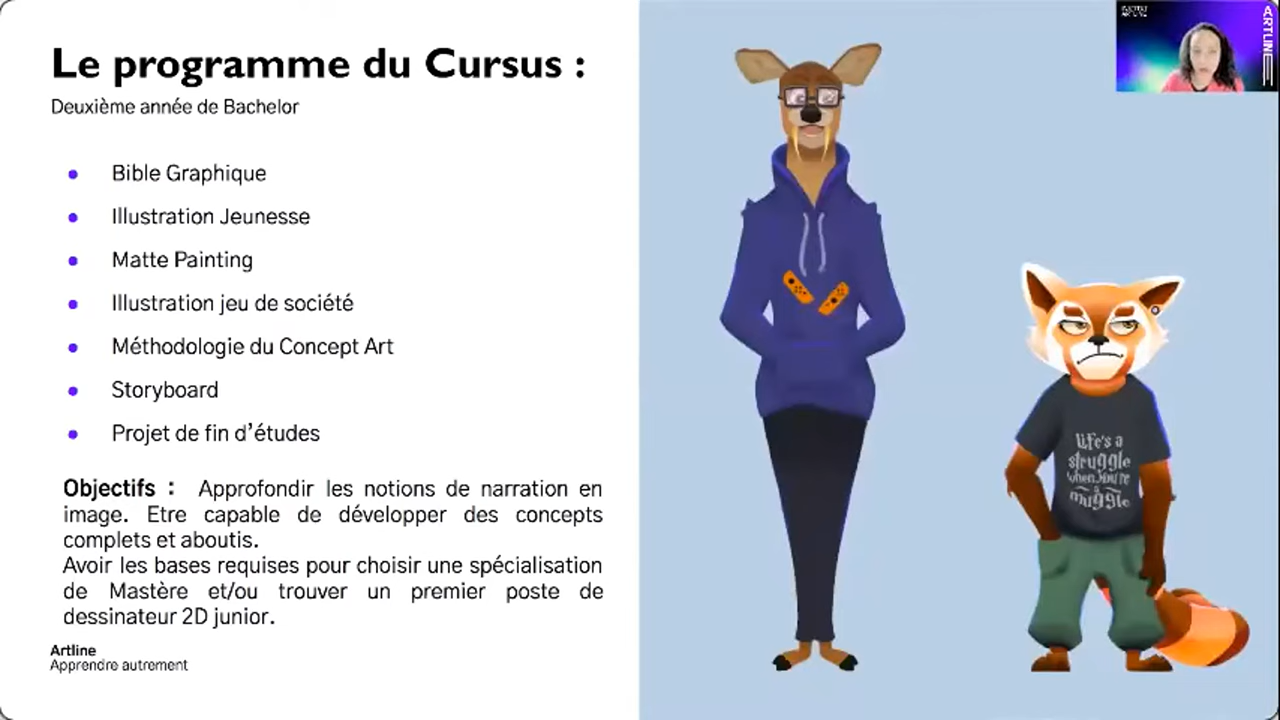 Le programme du Cursus :
Deuxième année de Bachelor
Bible Graphique
Illustration Jeunesse
Matte Painting
Illustration jeu de société
Méthodologie du Concept Art
Storyboard
Projet de fin d'études
Objectifs : Approfondir les notions de narration en
image. Etre capable de développer des concepts
complets et aboutis.
Avoir les bases requises pour choisir une spécialisation
de Mastère et/ou trouver un premier poste de
dessinateur 2D junior.
Artline
Apprendre autrement
Life's a
struggle
when you're
a
muggle
ARTLINE